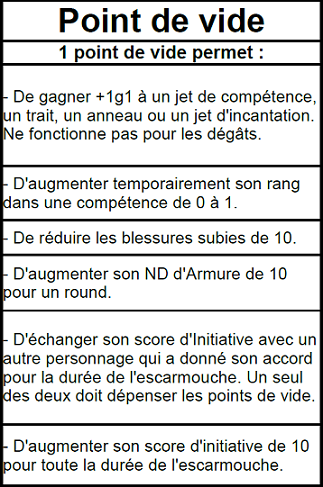 Point de vide
1 point de vide permet :
- De gagner +1g1 à un jet de compétence,
un trait, un anneau ou un jet d'incantation.
Ne fonctionne pas pour les dégâts.
- D'augmenter temporairement son rang
dans une compétence de 0 à 1.
- De réduire les blessures subies de 10.
- D'augmenter son ND d'Armure de 10
pour un round.
- D'échanger son score d'Initiative avec un
autre personnage qui a donné son accord
pour la durée de l'escarmouche. Un seul
des deux doit dépenser les points de vide.
- D'augmenter son score d'initiative de 10
pour toute la durée de l'escarmouche.